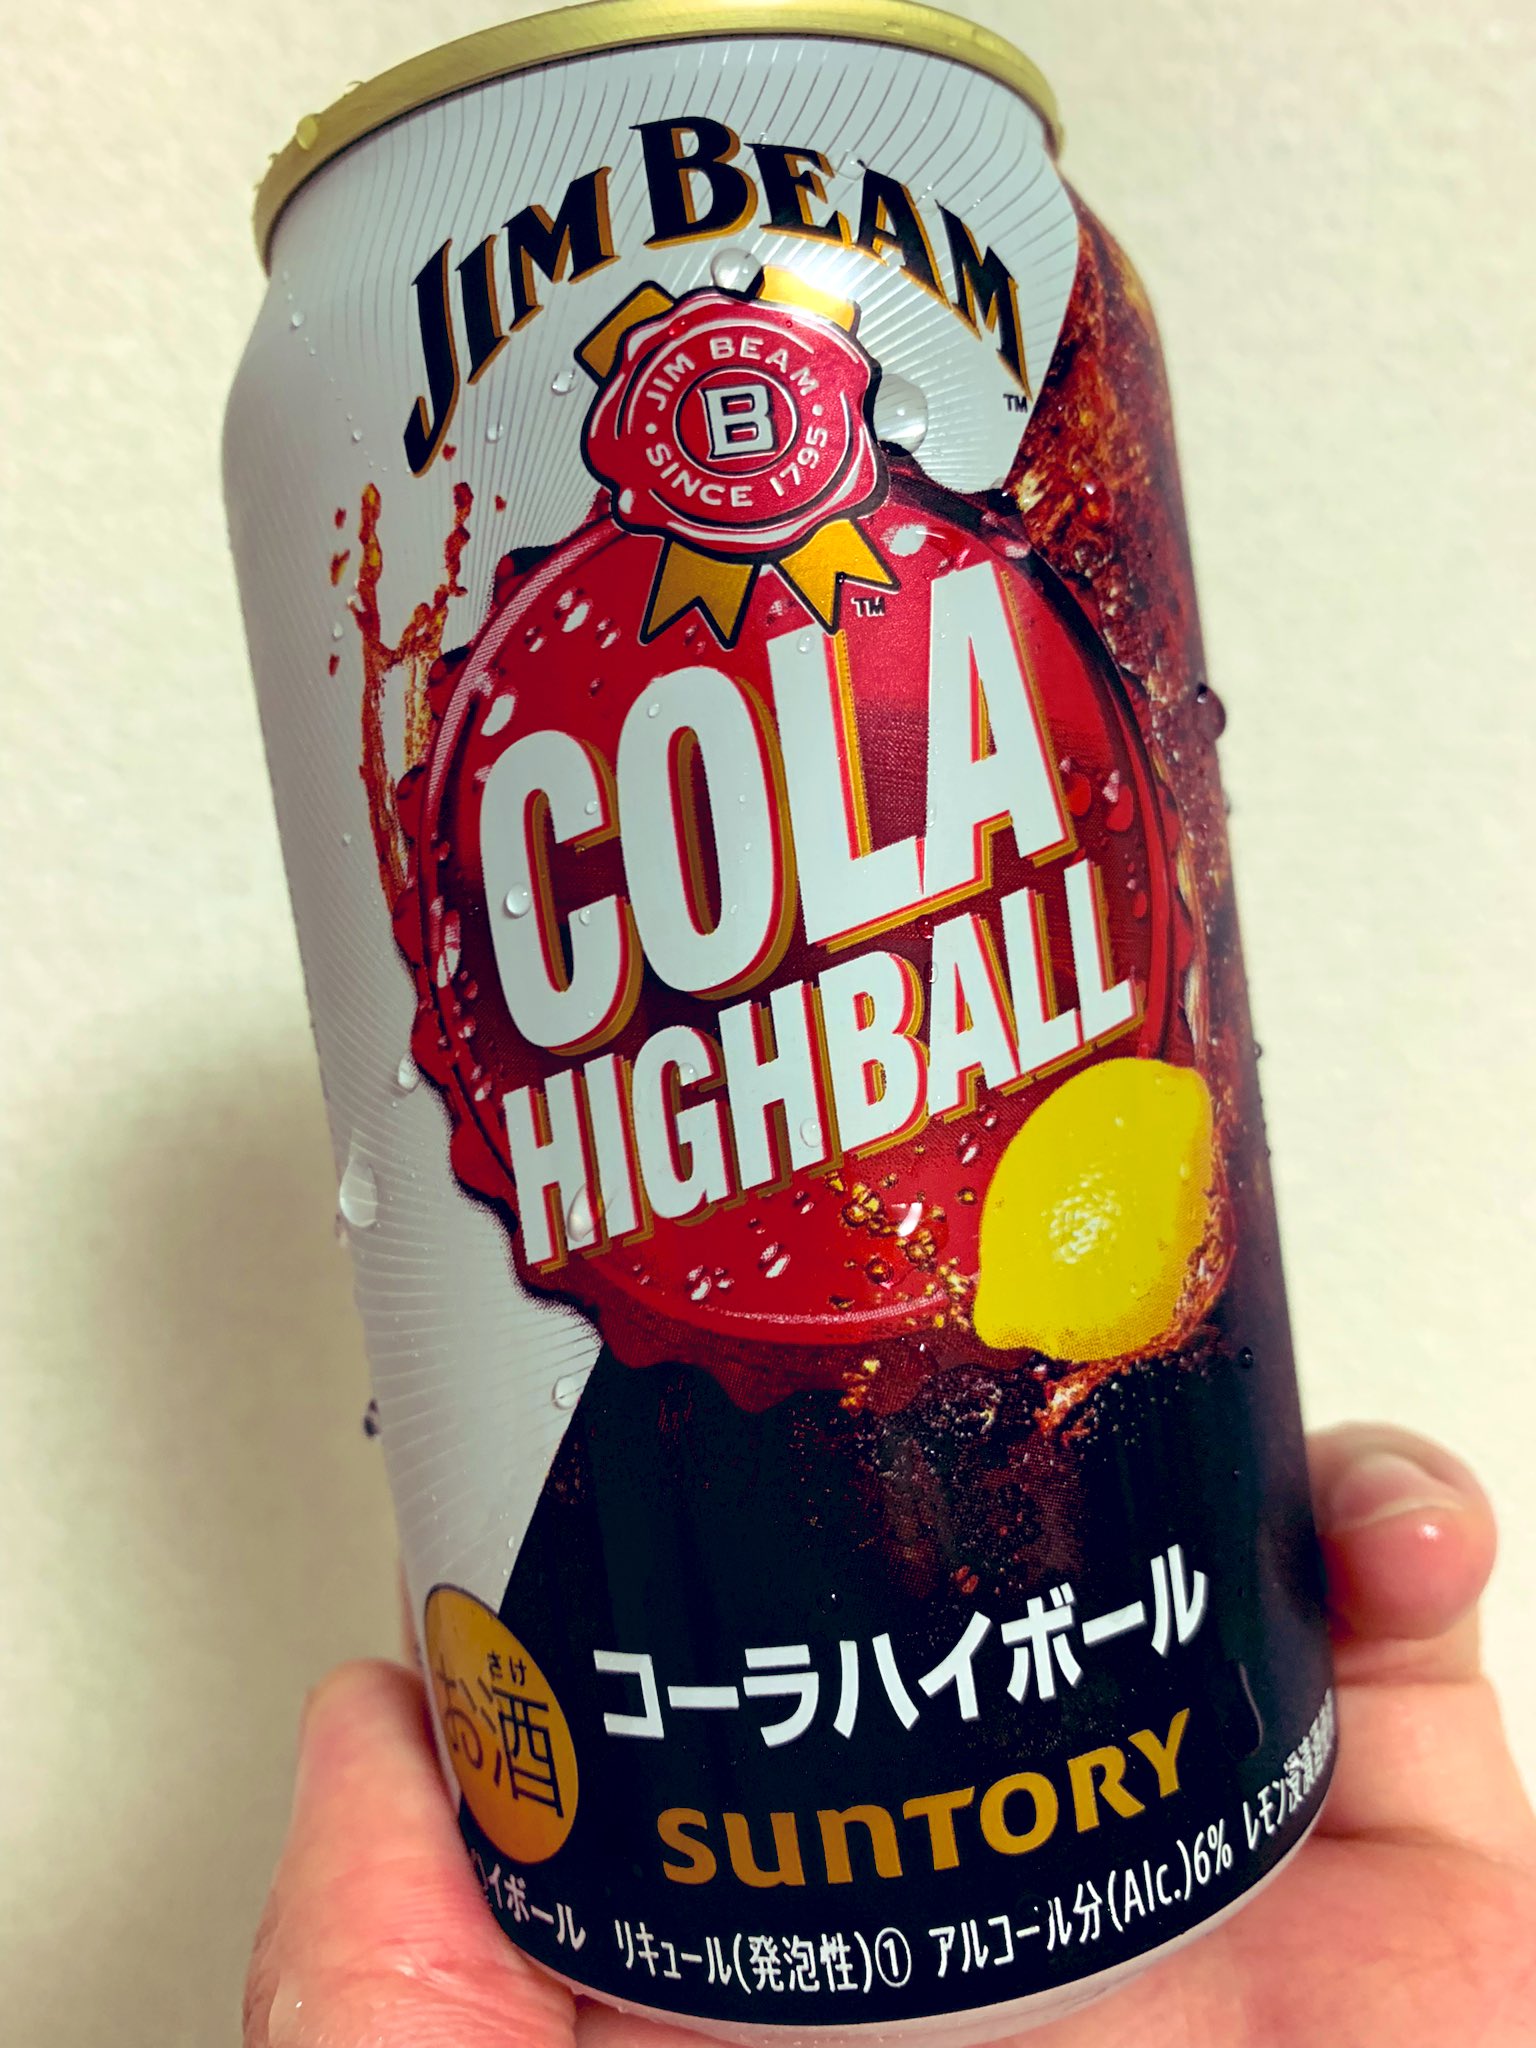 JIM BEAM
TM
JIM BEAM
B
SINCE 1795
TM
COLA
HIGHBALL
コーラハイボール
さけ
お酒
SUNTORY
ハイボール リキュール(発泡性)① アルコール分(Alc.)6% レモン浸漬酒